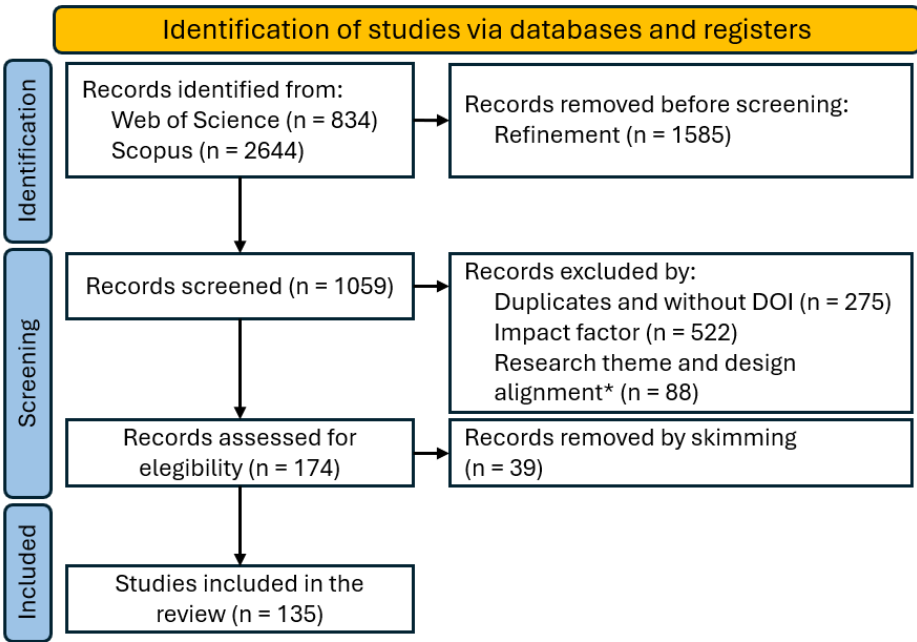 Identification of studies via databases and registers
Identification
Records identified from:
Web of Science (n = 834)
Scopus (n = 2644)
Records removed before screening:
Refinement (n = 1585)
Screening
Records screened (n = 1059)
Records excluded by:
Duplicates and without DOI (n = 275)
Impact factor (n = 522)
Research theme and design
alignment* (n = 88)
Records assessed for
elegibility (n = 174)
Records removed by skimming
(n = 39)
Included
Studies included in the
review (n = 135)